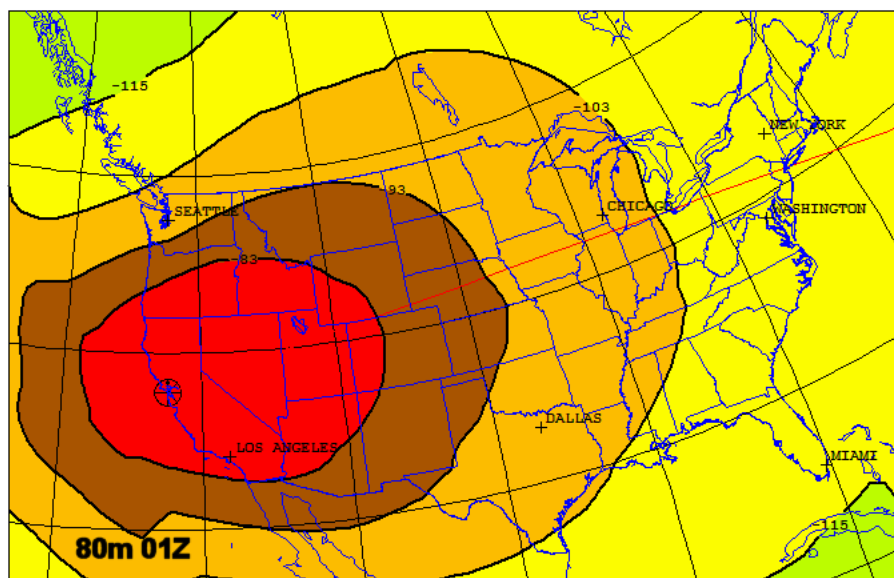 -115
-103
NEW YORK
-93
SEATTLE
CHICAGO
WASHINGTON
-83
DALLAS
LOS ANGELES
MIAMI
-115
80m 01Z